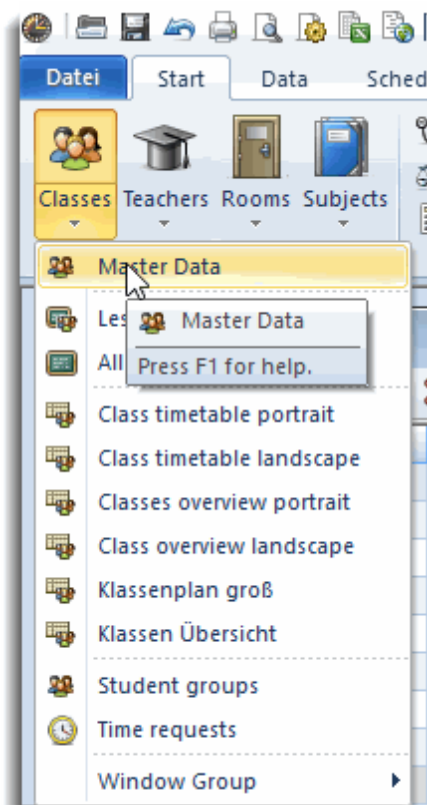 Datei Start Data Sched
Classes Teachers Rooms Subjects
Master Data
Les
Master Data
All
Press F1 for help.
Class timetable portrait
Class timetable landscape
Classes overview portrait
Class overview landscape
Klassenplan groß
Klassen Übersicht
Student groups
Time requests
Window Group